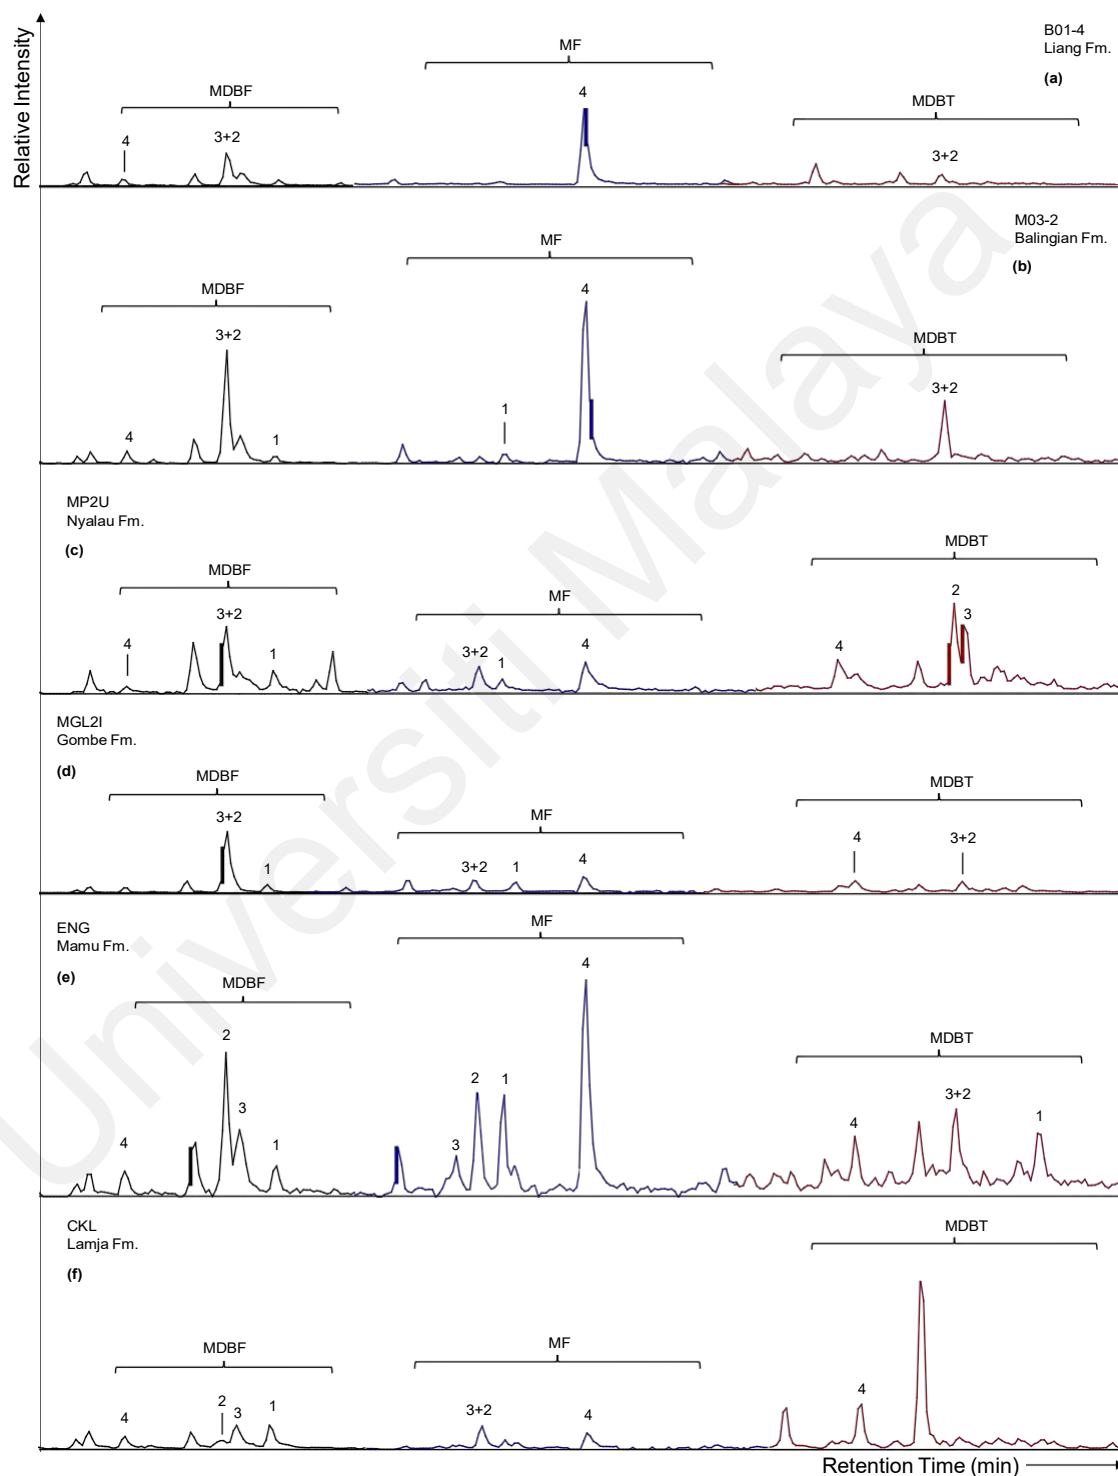 Relative Intensity
B01-4
Liang Fm.
(a)
MF
MDBF
MDBT
4
4
3+2
3+2
M03-2
Balingian Fm.
(b)
MF
MDBF
MDBT
4
3+2
3+2
1
4
1
MP2U
Nyalau Fm.
(c)
MDBT
MDBF
MF
2
3
3+2
4
3+2
1
4
4
1
MGL2I
Gombe Fm.
(d)
MDBF
MDBT
MF
3+2
4
3+2
1
3+2
1
4
ENG
Mamu Fm.
(e)
MF
MDBF
MDBT
4
2
2
1
3
3+2
4
1
3
4
1
CKL
Lamja Fm.
(f)
MDBT
MDBF
MF
4
2
3
1
4
3+2
4
Retention Time (min)
Universiti Malaya